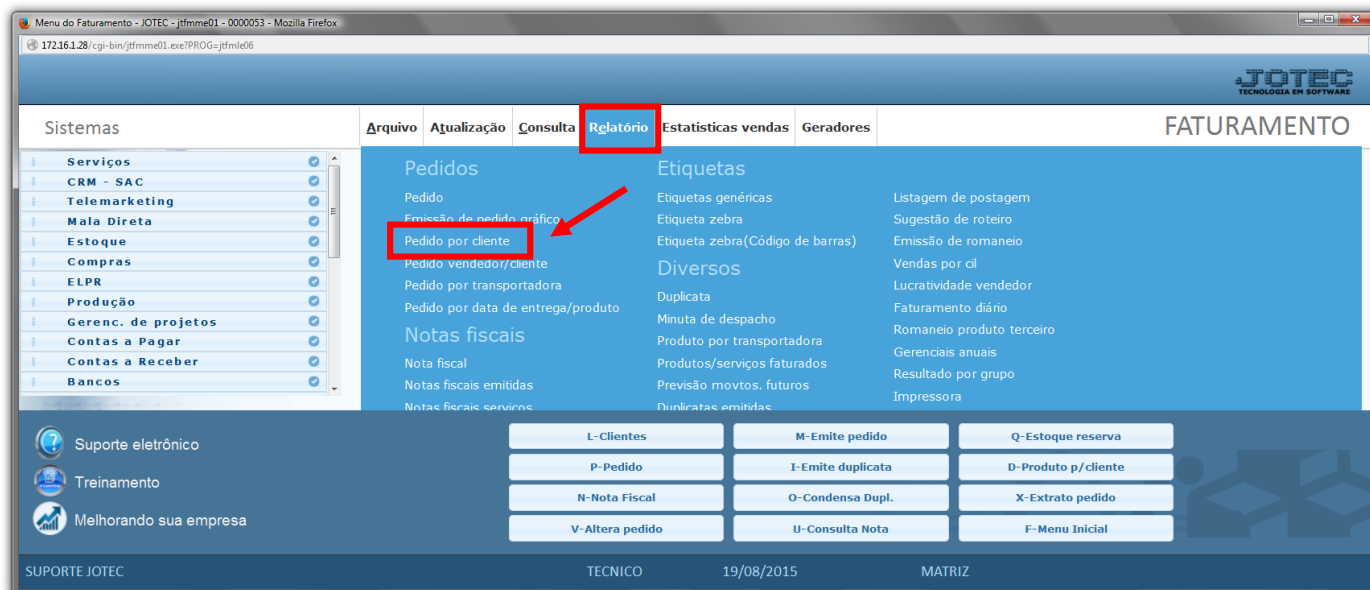 Menu do Faturamento - JOTEC - jtfmme01 - 0000053 - Mozilla Firefox
172.16.1.28/cgi-bin/jtfmme01.exe?PROG=jtfmle06
JOTEC
TECNOLOGIA EM SOFTWARE
Sistemas
Arquivo Atualização Consulta Relatório Estatisticas vendas Geradores
FATURAMENTO
Serviços
CRM - SAC
Telemarketing
Mala Direta
Estoque
Compras
ELPR
Produção
Gerenc. de projetos
Contas a Pagar
Contas a Receber
Bancos
Pedidos
Pedido
Emissão de pedido gráfico
Pedido por cliente
Pedido vendedor/cliente
Pedido por transportadora
Pedido por data de entrega/produto
Notas fiscais
Nota fiscal
Notas fiscais emitidas
Notas fiscais serviços
Etiquetas
Etiquetas genéricas
Etiqueta zebra
Etiqueta zebra(Código de barras)
Diversos
Duplicata
Minuta de despacho
Produto por transportadora
Produtos/serviços faturados
Previsão movtos. futuros
Duplicatas emitidas
Listagem de postagem
Sugestão de roteiro
Emissão de romaneio
Vendas por cil
Lucratividade vendedor
Faturamento diário
Romaneio produto terceiro
Gerenciais anuais
Resultado por grupo
Impressora
Suporte eletrônico
Treinamento
Melhorando sua empresa
L-Clientes M-Emite pedido Q-Estoque reserva
P-Pedido I-Emite duplicata D-Produto p/cliente
N-Nota Fiscal O-Condensa Dupl. X-Extrato pedido
V-Altera pedido U-Consulta Nota F-Menu Inicial
SUPORTE JOTEC TECNICO 19/08/2015 MATRIZ